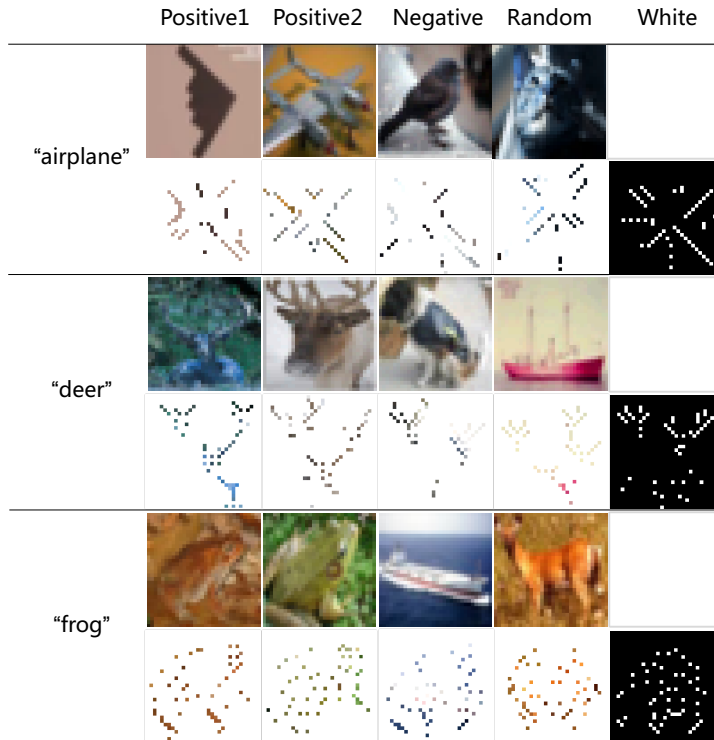 Positive1 Positive2 Negative Random White
“airplane”
“deer”
“frog”